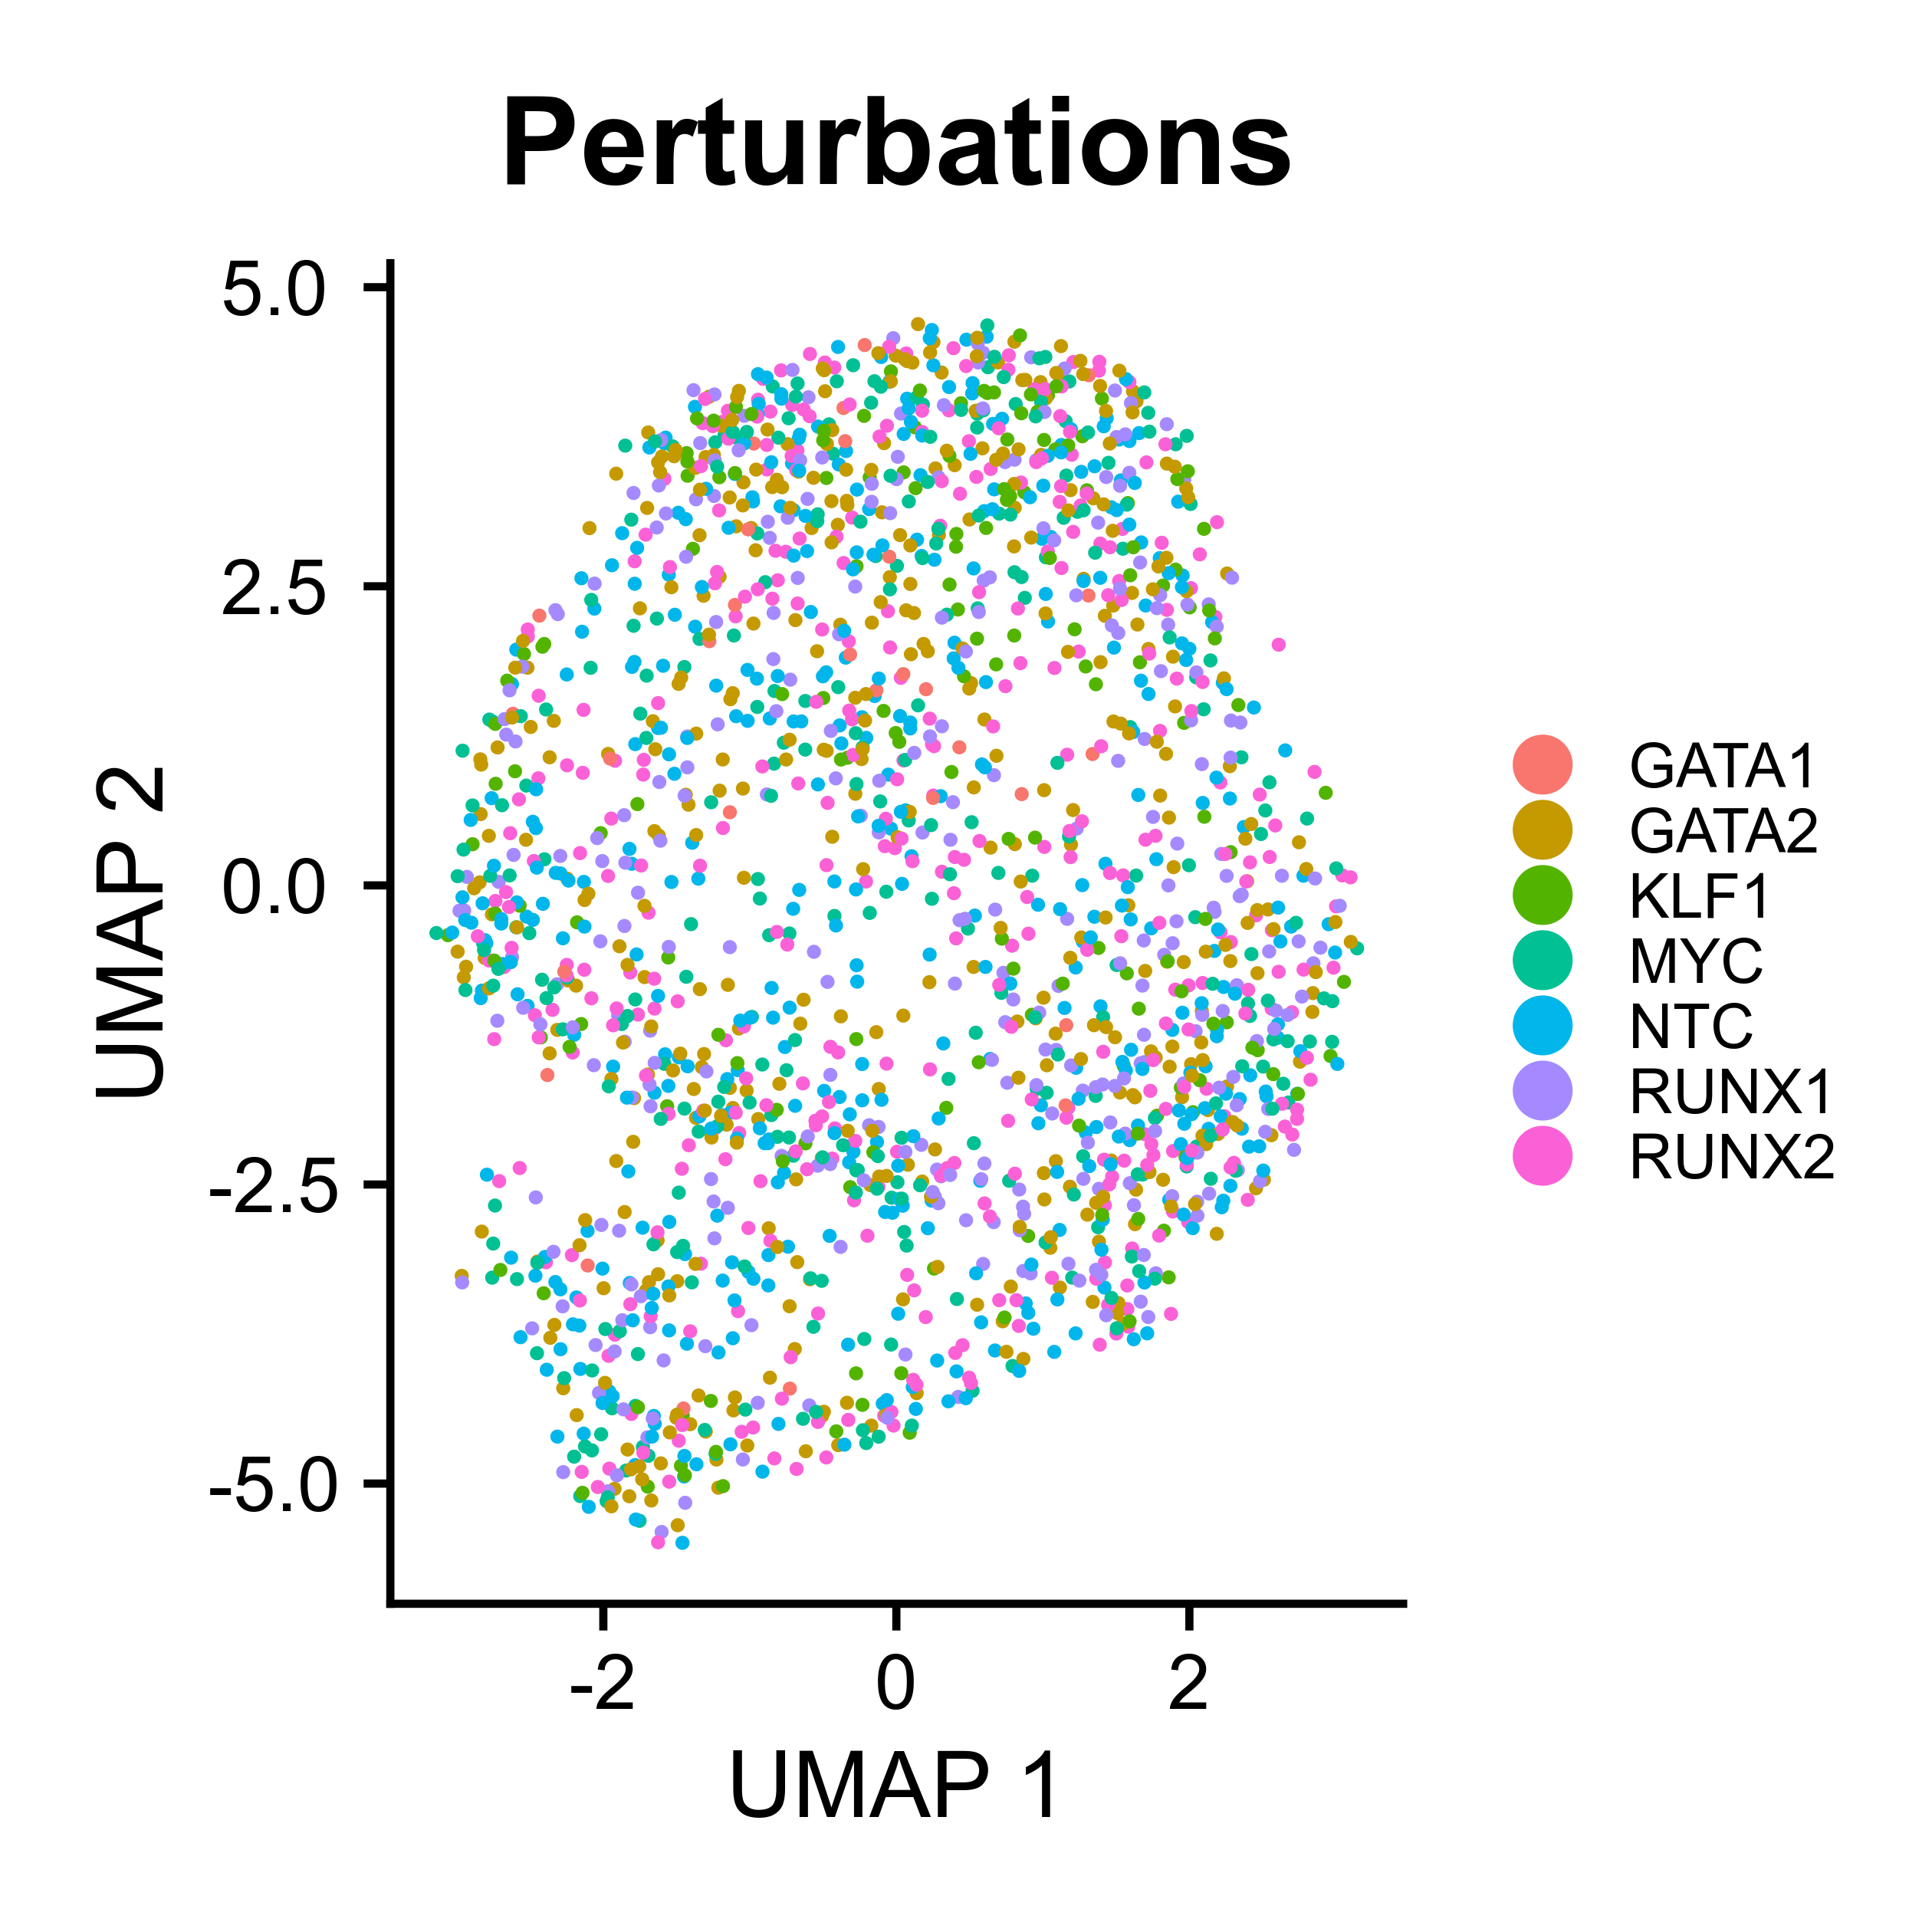 Perturbations
5.0
2.5
0.0
-2.5
-5.0
UMAP 2
-2
0
2
UMAP 1
GATA1
GATA2
KLF1
MYC
NTC
RUNX1
RUNX2